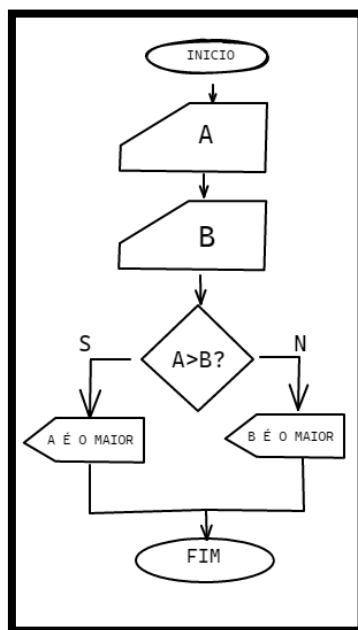 INICIO
A
B
S
A>B?
N
A É O MAIOR
B É O MAIOR
FIM